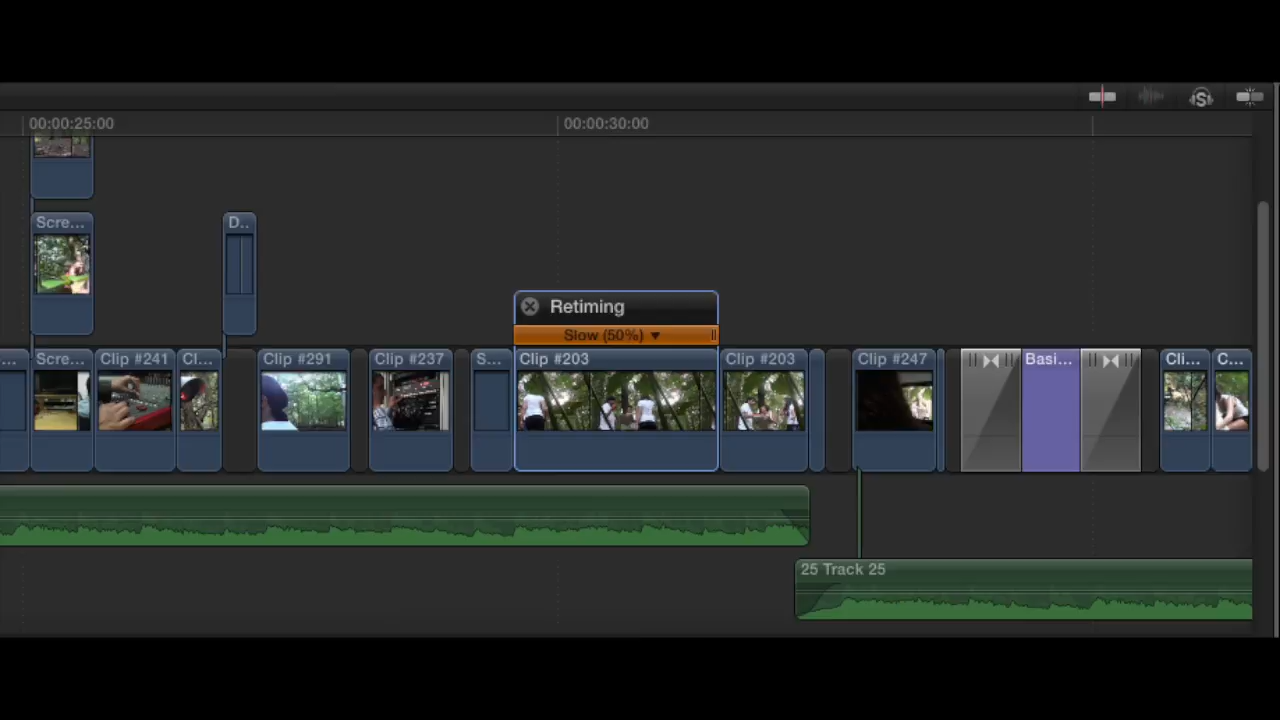 S
00:00:25:00 00:00:30:00
Scre... D..
Retiming
Slow (50%)
... Scre... Clip #241 Cl... Clip #291 Clip #237 S... Clip #203 Clip #203 Clip #247 Basi... Cli... C...
25 Track 25